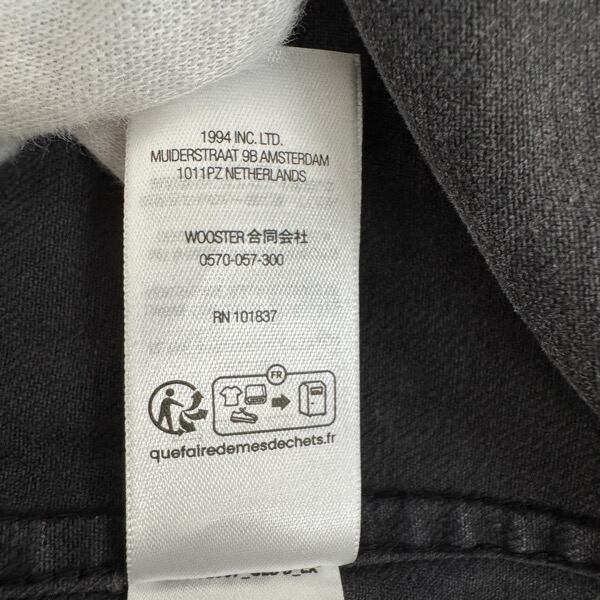 1994 INC. LTD.
MUIDERSTRAAT 9B AMSTERDAM
1011PZ NETHERLANDS
WOOSTER 合同会社
0570-057-300
RN 101837
FR
quefairedemesdechets.fr